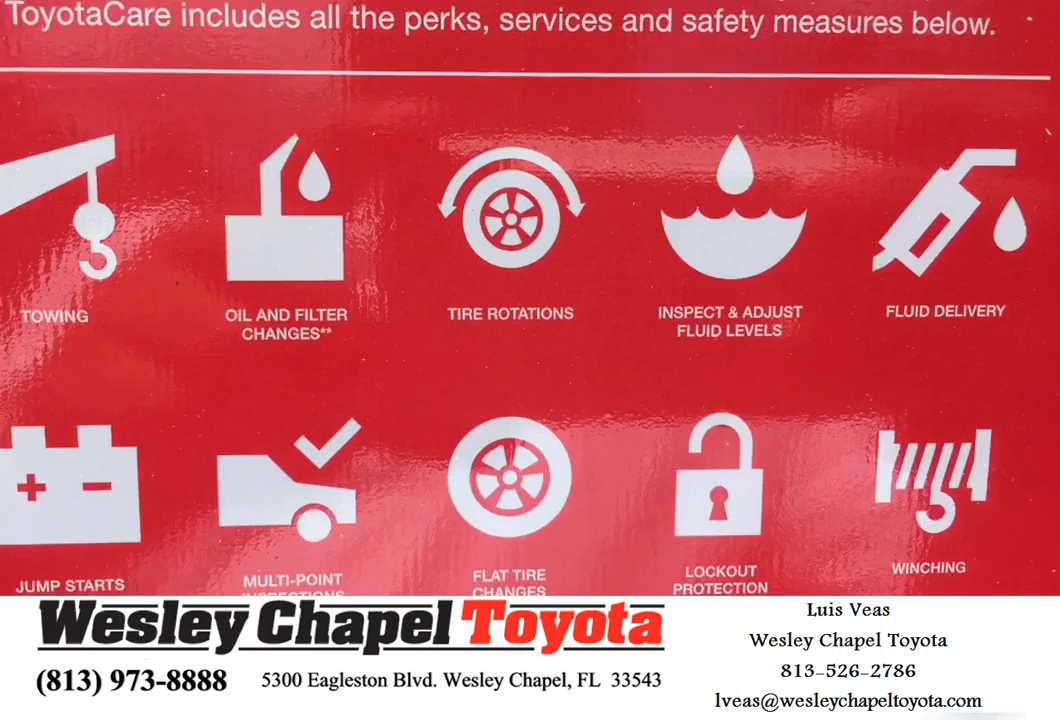 ToyotaCare includes all the perks, services and safety measures below.
TOWING
OIL AND FILTER
CHANGES**
TIRE ROTATIONS
INSPECT & ADJUST
FLUID LEVELS
FLUID DELIVERY
JUMP STARTS
MULTI-POINT
INSPECTIONS
FLAT TIRE
CHANGES
LOCKOUT
PROTECTION
WINCHING
Wesley Chapel Toyota
(813) 973-8888 5300 Eagleston Blvd. Wesley Chapel, FL 33543
Luis Veas
Wesley Chapel Toyota
813-526-2786
lveas@wesleychapeltoyota.com